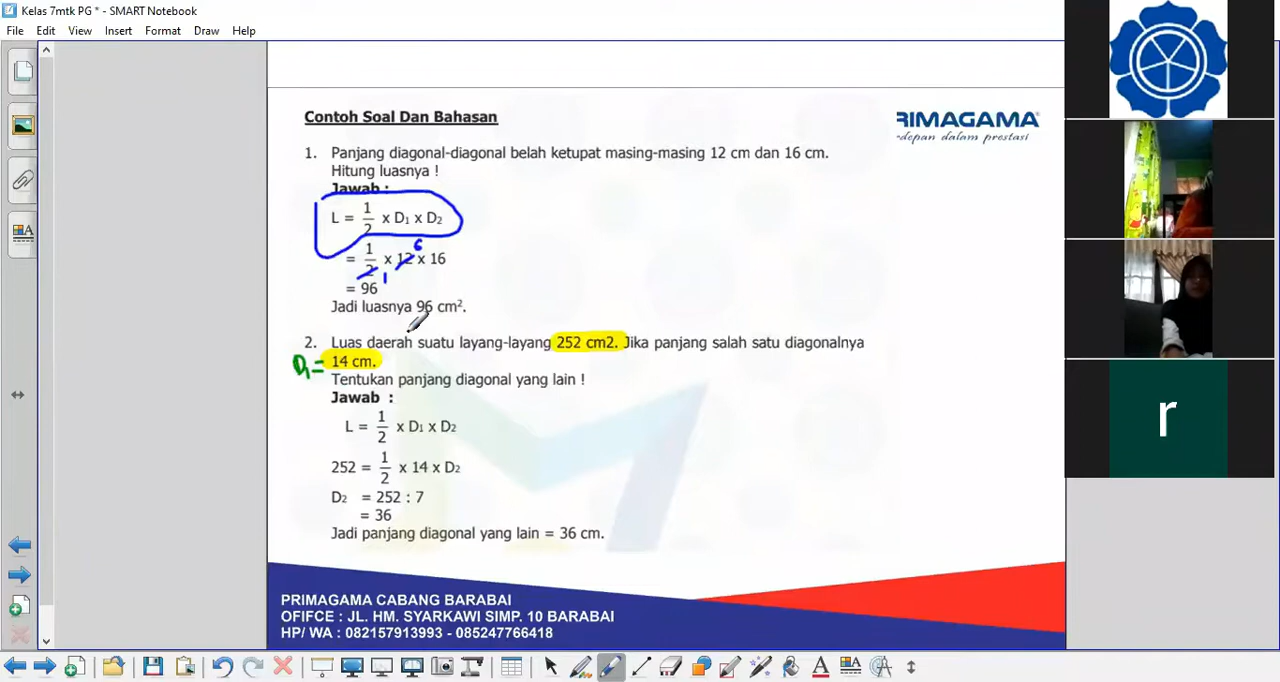 Kelas 7mtk PG * - SMART Notebook
File Edit View Insert Format Draw Help
Contoh Soal Dan Bahasan
RIMAGAMA
depan dalam prestasi
1. Panjang diagonal-diagonal belah ketupat masing-masing 12 cm dan 16 cm.
Hitung luasnya !
Jawab :
L = 1/2 x D1 x D2
6
= 1/2 x 12 x 16
1
= 96
Jadi luasnya 96 cm².
2. Luas daerah suatu layang-layang 252 cm2. Jika panjang salah satu diagonalnya
D1 = 14 cm.
Tentukan panjang diagonal yang lain !
Jawab :
L = 1/2 x D1 x D2
252 = 1/2 x 14 x D2
D2 = 252 : 7
= 36
Jadi panjang diagonal yang lain = 36 cm.
PRIMAGAMA CABANG BARABAI
OFIFCE : JL. HM. SYARKAWI SIMP. 10 BARABAI
HP/ WA : 082157913993 - 085247766418
r